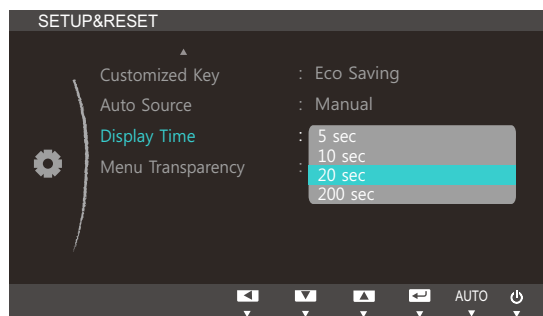 SETUP&RESET
Customized Key : Eco Saving
Auto Source : Manual
Display Time : 5 sec
10 sec
20 sec
200 sec
Menu Transparency :
AUTO